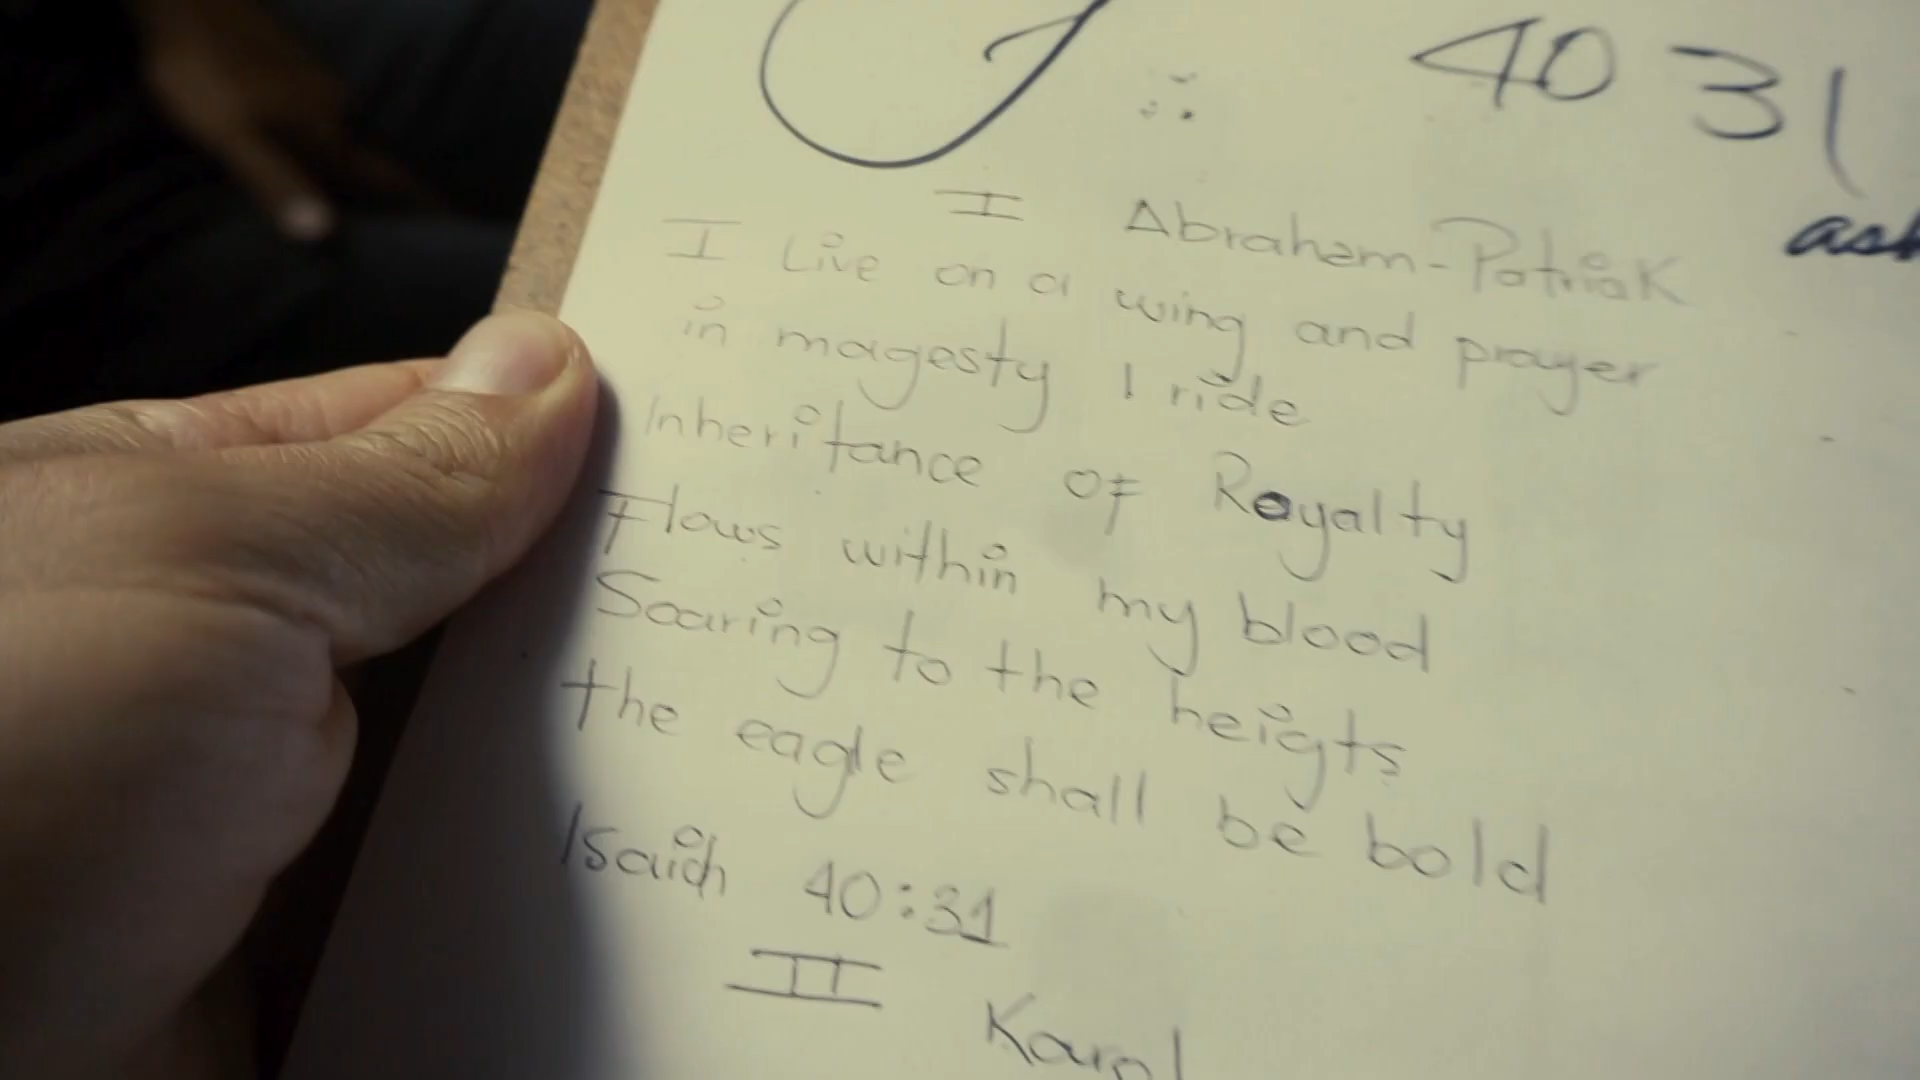 40 31
I Abraham-Patriak
I Live on a wing and prayer
in magesty I ride
Inheritance of Royalty
Flows within my blood
Soaring to the heigts
the eagle shall be bold
Isaiah 40:31
II